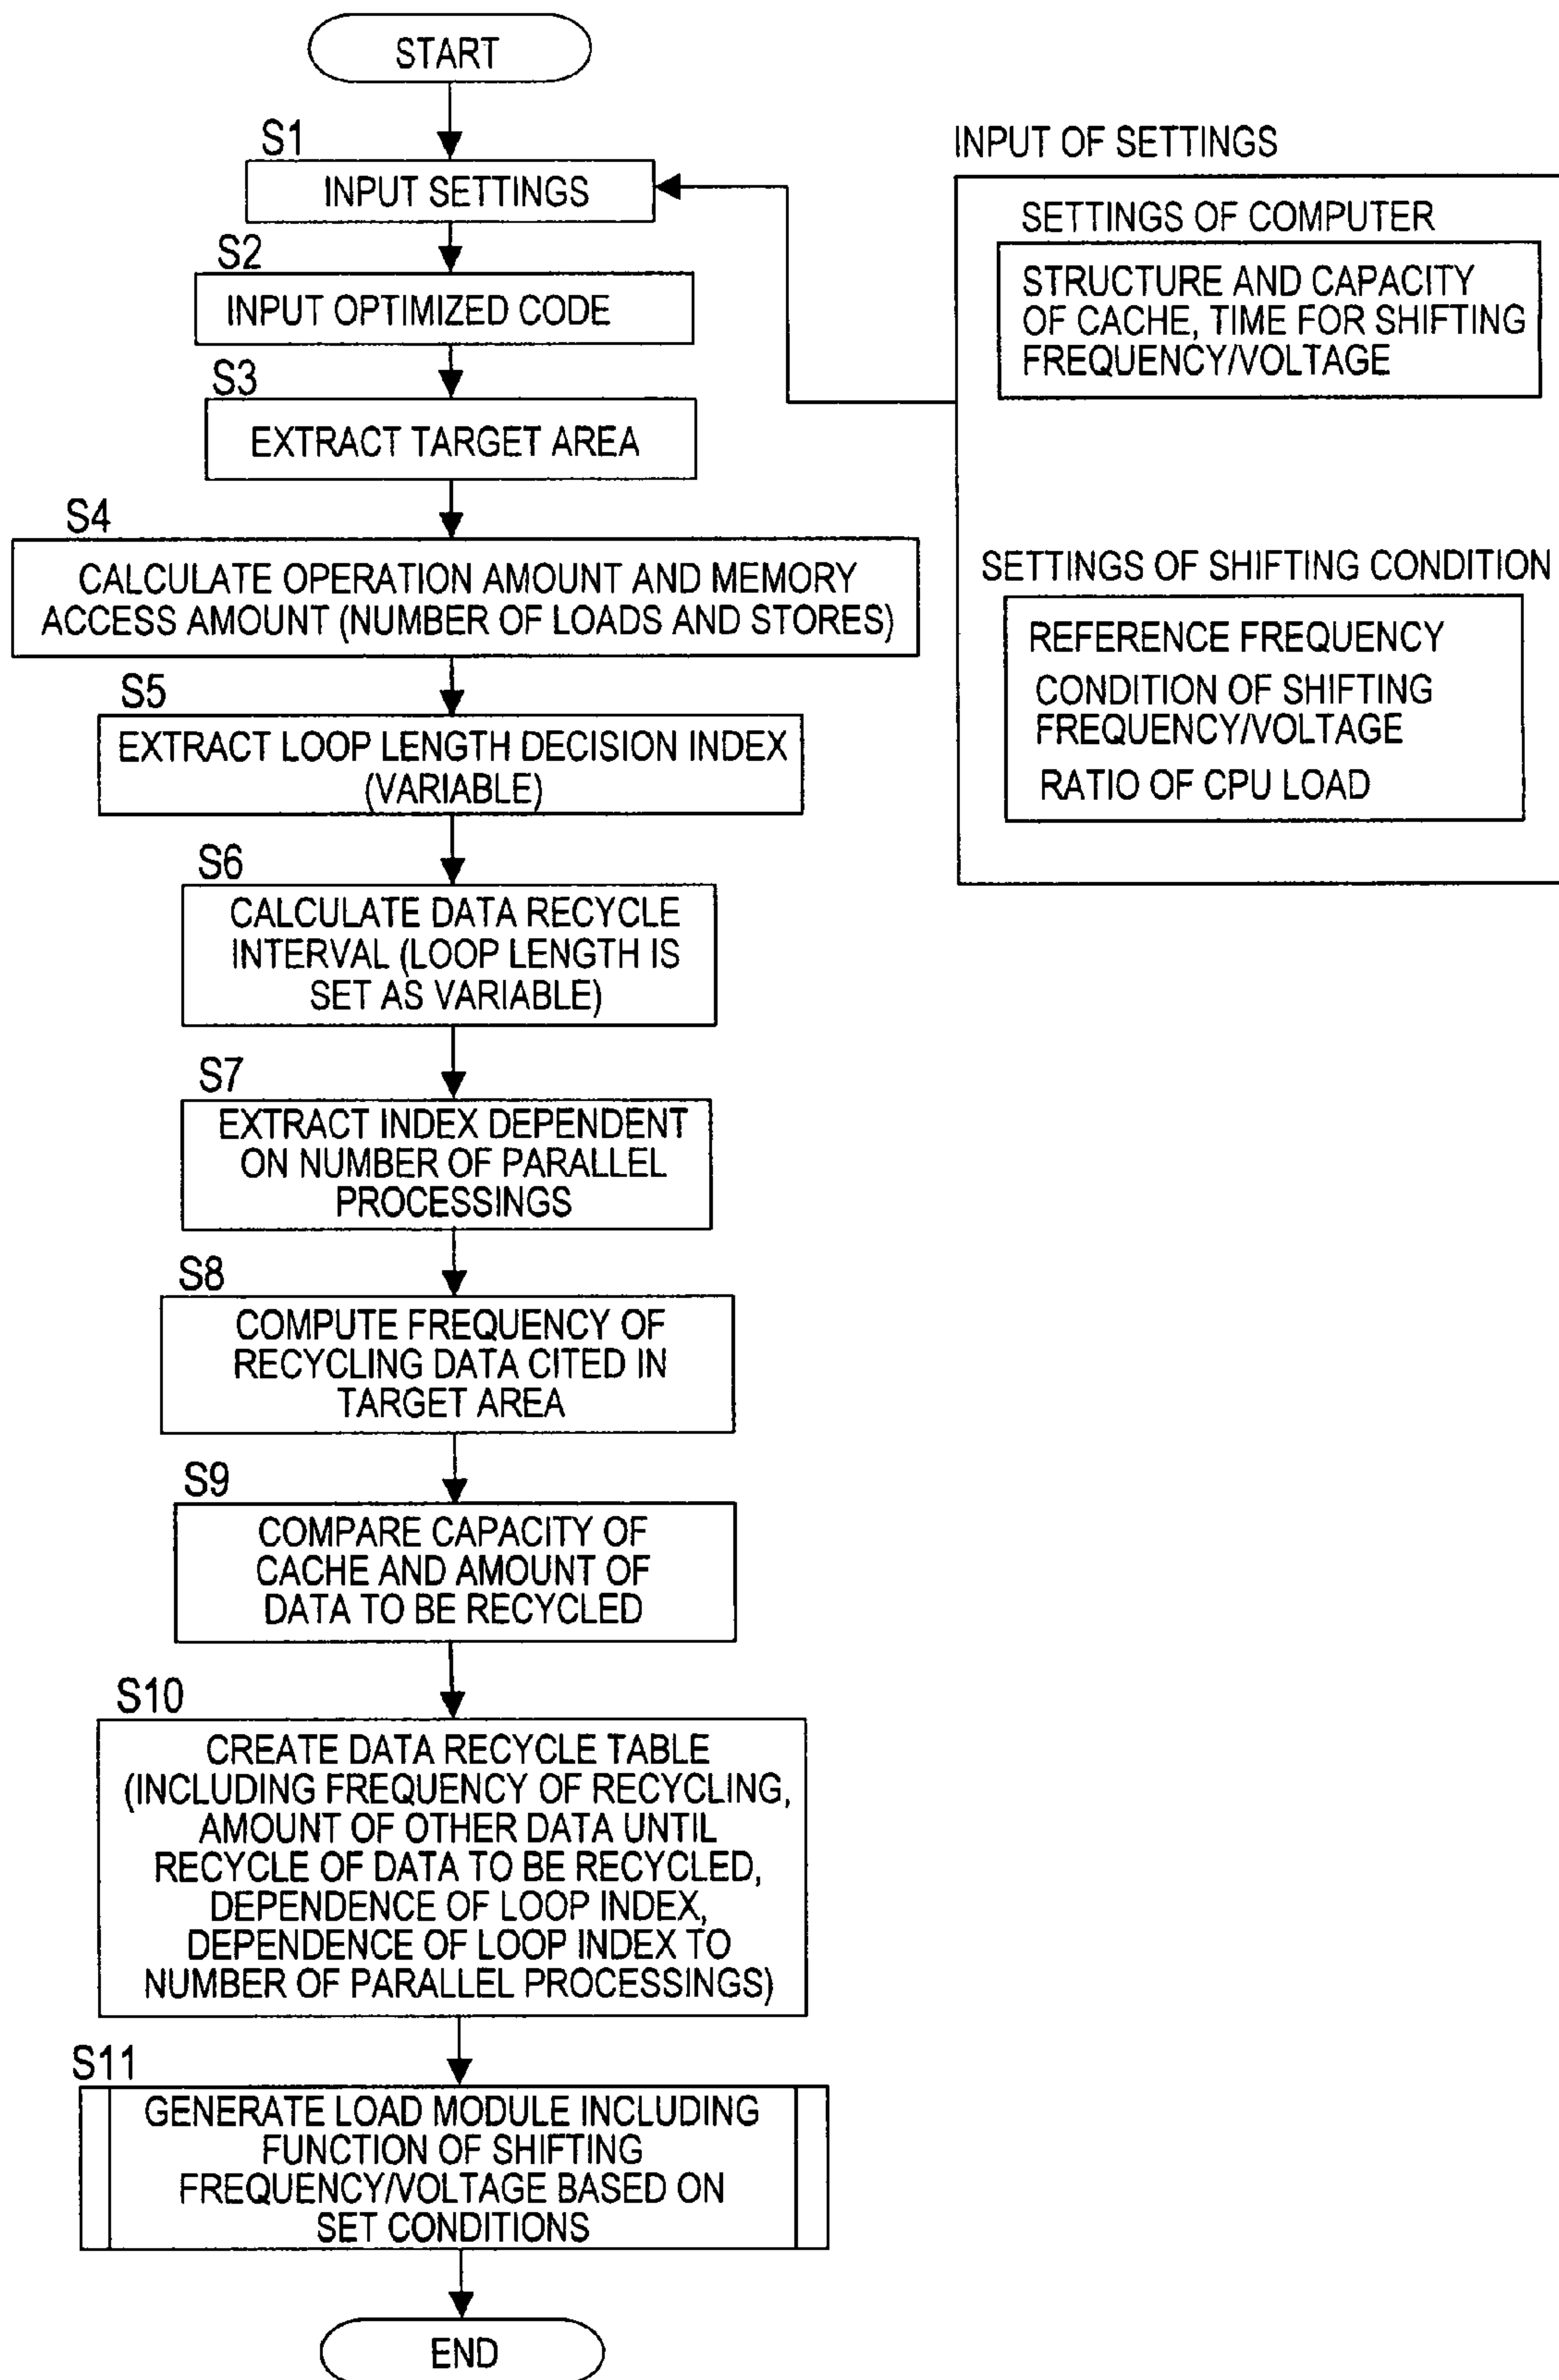 START
S1
INPUT SETTINGS
S2
INPUT OPTIMIZED CODE
S3
EXTRACT TARGET AREA
S4
CALCULATE OPERATION AMOUNT AND MEMORY
ACCESS AMOUNT (NUMBER OF LOADS AND STORES)
S5
EXTRACT LOOP LENGTH DECISION INDEX
(VARIABLE)
S6
CALCULATE DATA RECYCLE
INTERVAL (LOOP LENGTH IS
SET AS VARIABLE)
S7
EXTRACT INDEX DEPENDENT
ON NUMBER OF PARALLEL
PROCESSINGS
S8
COMPUTE FREQUENCY OF
RECYCLING DATA CITED IN
TARGET AREA
S9
COMPARE CAPACITY OF
CACHE AND AMOUNT OF
DATA TO BE RECYCLED
S10
CREATE DATA RECYCLE TABLE
(INCLUDING FREQUENCY OF RECYCLING,
AMOUNT OF OTHER DATA UNTIL
RECYCLE OF DATA TO BE RECYCLED,
DEPENDENCE OF LOOP INDEX,
DEPENDENCE OF LOOP INDEX TO
NUMBER OF PARALLEL PROCESSINGS)
S11
GENERATE LOAD MODULE INCLUDING
FUNCTION OF SHIFTING
FREQUENCY/VOLTAGE BASED ON
SET CONDITIONS
END
INPUT OF SETTINGS
SETTINGS OF COMPUTER
STRUCTURE AND CAPACITY
OF CACHE, TIME FOR SHIFTING
FREQUENCY/VOLTAGE
SETTINGS OF SHIFTING CONDITION
REFERENCE FREQUENCY
CONDITION OF SHIFTING
FREQUENCY/VOLTAGE
RATIO OF CPU LOAD